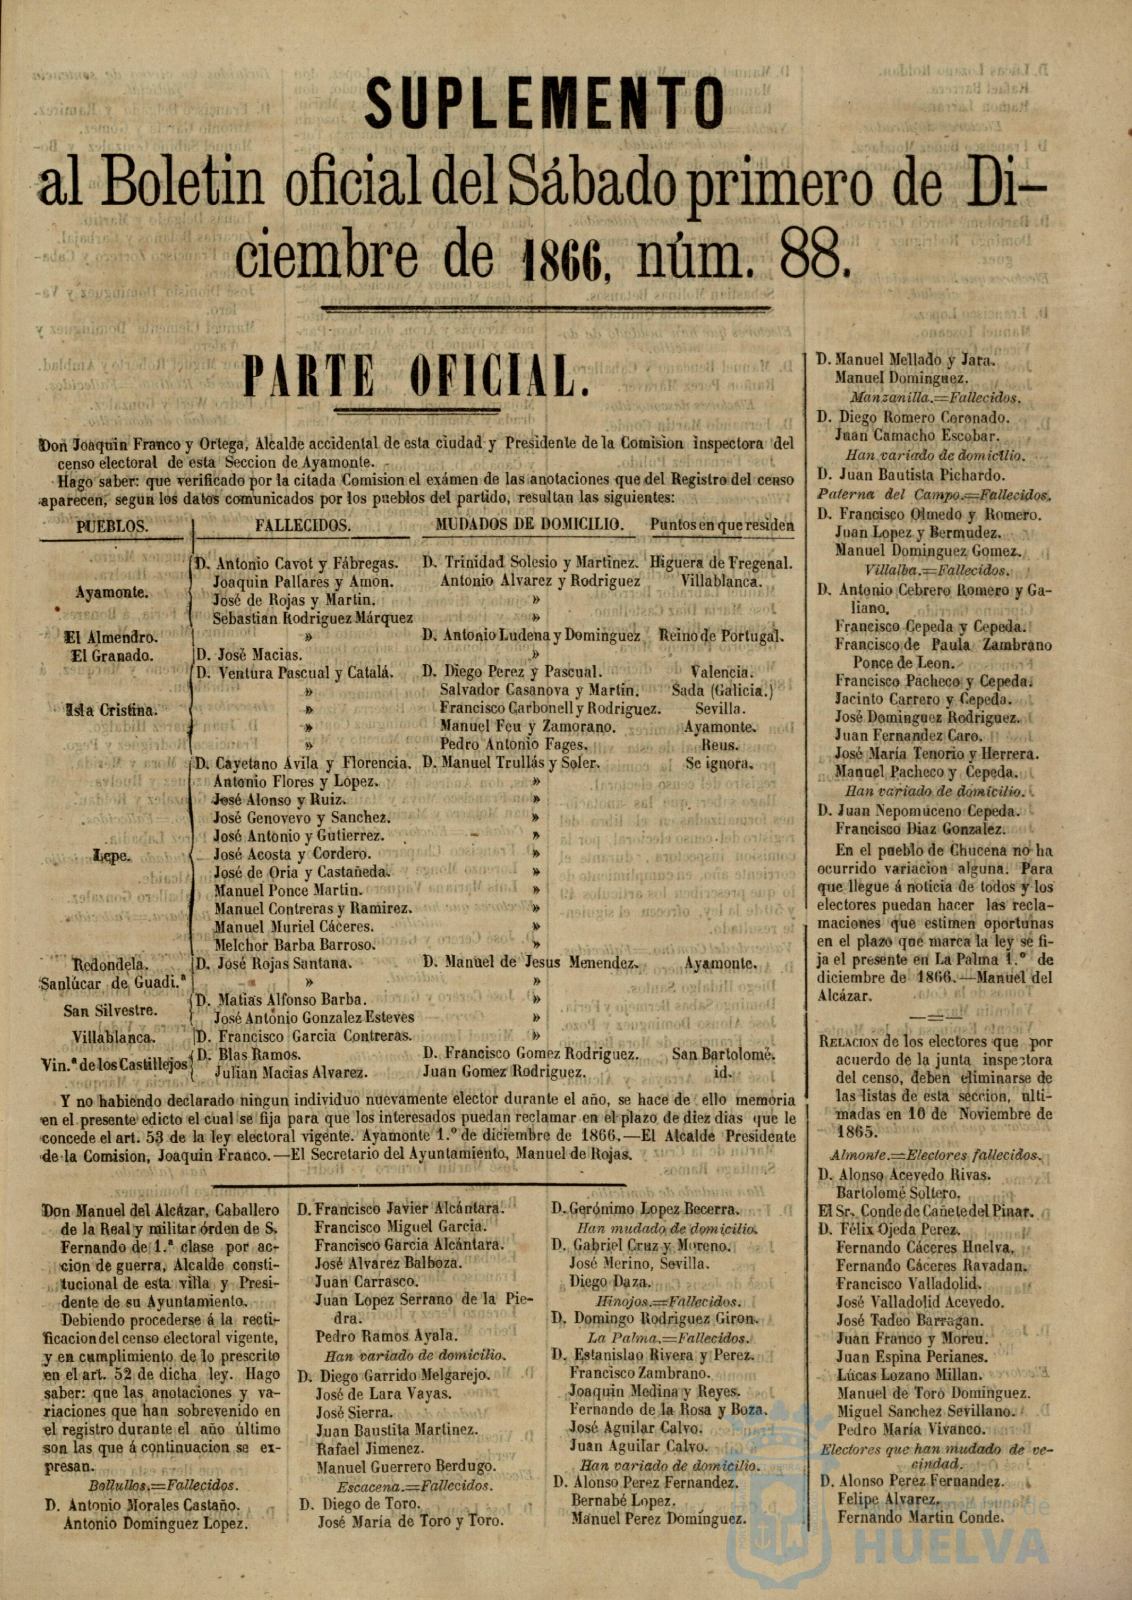 SUPLEMENTO
al Boletin oficial del Sábado primero de Di-
ciembre de 1866, núm. 88.
PARTE OFICIAL.
Don Joaquin Franco y Ortega, Alcalde accidental de esta ciudad y Presidente de la Comision inspectora del
censo electoral de esta Seccion de Ayamonte.
Hago saber: que verificado por la citada Comision el exámen de las anotaciones que del Registro del censo
aparecen, segun los datos comunicados por los pueblos del partido, resultan las siguientes:
PUEBLOS. FALLECIDOS. MUDADOS DE DOMICILIO. Puntos en que residen
D. Antonio Cavot y Fábregas. D. Trinidad Solesio y Martinez. Higuera de Fregenal.
Joaquin Pallares y Amon. Antonio Alvarez y Rodriguez Villablanca.
Ayamonte.
José de Rojas y Martin. »
Sebastian Rodriguez Márquez »
El Almendro. » D. Antonio Ludena y Dominguez Reino de Portugal.
El Granado. D. José Macias. »
D. Ventura Pascual y Catalá. D. Diego Perez y Pascual. Valencia.
» Salvador Casanova y Martin. Sada (Galicia.)
Isla Cristina. » Francisco Carbonell y Rodriguez. Sevilla.
» Manuel Feu y Zamorano. Ayamonte.
» Pedro Antonio Fages. Reus.
D. Cayetano Avila y Florencia. D. Manuel Trullás y Soler. Se ignora.
Antonio Flores y López. »
José Alonso y Ruiz. »
José Genovevo y Sanchez. »
José Antonio y Gutierrez. »
Lepe. José Acosta y Cordero. »
José de Oria y Castañeda. »
Manuel Ponce Martin. »
Manuel Contreras y Ramirez. »
Manuel Muriel Cáceres. »
Melchor Barba Barroso. »
Redondela. D. José Rojas Santana. D. Manuel de Jesus Menendez. Ayamonte.
Sanlúcar de Guadi.ª » »
D. Matias Alfonso Barba. »
San Silvestre.
José Antonio Gonzalez Esteves »
Villablanca. D. Francisco Garcia Contreras. »
D. Blas Ramos. D. Francisco Gomez Rodriguez. San Bartolomé.
Vin.ª de los Castillejos
Julian Macias Alvarez. Juan Gomez Rodriguez. id.
Y no habiendo declarado ningun individuo nuevamente elector durante el año, se hace de ello memoria
en el presente edicto el cual se fija para que los interesados puedan reclamar en el plazo de diez dias que le
concede el art. 53 de la ley electoral vigente. Ayamonte 1.º de diciembre de 1866.—El Alcalde Presidente
de la Comision, Joaquin Franco.—El Secretario del Ayuntamiento, Manuel de Rojas.
Don Manuel del Alcázar, Caballero
de la Real y militar órden de S.
Fernando de 1.ª clase por ac-
cion de guerra, Alcalde consti-
tucional de esta villa y Presi-
dente de su Ayuntamiento.
Debiendo procederse á la recti-
ficacion del censo electoral vigente,
y en cumplimiento de lo prescrito
en el art. 52 de dicha ley. Hago
saber: que las anotaciones y va-
riaciones que han sobrevenido en
el registro durante el año último
son las que á continuacion se ex-
presan.
Bollullos.=Fallecidos.
D. Antonio Morales Castaño.
Antonio Dominguez Lopez.
D. Francisco Javier Alcántara.
Francisco Miguel Garcia.
Francisco Garcia Alcántara.
José Alvarez Balboza.
Juan Carrasco.
Juan Lopez Serrano de la Pie-
dra.
Pedro Ramos Ayala.
Han variado de domicilio.
D. Diego Garrido Melgarejo.
José de Lara Vayas.
José Sierra.
Juan Baustita Martinez.
Rafael Jimenez.
Manuel Guerrero Berdugo.
Escacena.=Fallecidos.
D. Diego de Toro.
José Maria de Toro y Toro.
D. Gerónimo Lopez Becerra.
Han mudado de domicilio.
D. Gabriel Cruz y Moreno.
José Merino, Sevilla.
Diego Daza.
Hinojos.=Fallecidos.
D. Domingo Rodriguez Giron.
La Palma.=Fallecidos.
D. Estanislao Rivera y Perez.
Francisco Zambrano.
Joaquin Medina y Reyes.
Fernando de la Rosa y Boza.
José Aguilar Calvo.
Juan Aguilar Calvo.
Han variado de domicilio.
D. Alonso Perez Fernandez.
Bernabé Lopez.
Manuel Perez Dominguez.
D. Manuel Mellado y Jara.
Manuel Dominguez.
Manzanilla.=Fallecidos.
D. Diego Romero Coronado.
Juan Camacho Escobar.
Han variado de domicilio.
D. Juan Bautista Pichardo.
Paterna del Campo.=Fallecidos.
D. Francisco Olmedo y Romero.
Juan Lopez y Bermudez.
Manuel Dominguez Gomez.
Villalba.=Fallecidos.
D. Antonio Cebrero Romero y Ga-
liano.
Francisco Cepeda y Cepeda.
Francisco de Paula Zambrano
Ponce de Leon.
Francisco Pacheco y Cepeda.
Jacinto Carrero y Cepeda.
José Dominguez Rodriguez.
Juan Fernandez Caro.
José María Tenorio y Herrera.
Manuel Pacheco y Cepeda.
Han variado de domicilio.
D. Juan Nepomuceno Cepeda.
Francisco Diaz Gonzalez.
En el pueblo de Chucena no ha
ocurrido variacion alguna. Para
que llegue á noticia de todos y los
electores puedan hacer las recla-
maciones que estimen oportunas
en el plazo que marca la ley se fi-
ja el presente en La Palma 1.º de
diciembre de 1866.—Manuel del
Alcázar.
RELACION de los electores que por
acuerdo de la junta inspectora
del censo, deben eliminarse de
las listas de esta seccion, ulti-
madas en 10 de Noviembre de
1865.
Almonte.=Electores fallecidos.
D. Alonso Acevedo Rivas.
Bartolomé Soltero.
El Sr. Conde de Cañete del Pinar.
D. Félix Ojeda Perez.
Fernando Cáceres Huelva.
Fernando Cáceres Ravadan.
Francisco Valladolid.
José Valladolid Acevedo.
José Tadeo Barragan.
Juan Franco y Moreu.
Juan Espina Perianes.
Lúcas Lozano Millan.
Manuel de Toro Dominguez.
Miguel Sanchez Sevillano.
Pedro María Vivanco.
Electores que han mudado de ve-
cindad.
D. Alonso Perez Fernandez.
Felipe Alvarez.
Fernando Martin Conde.
HUELVA